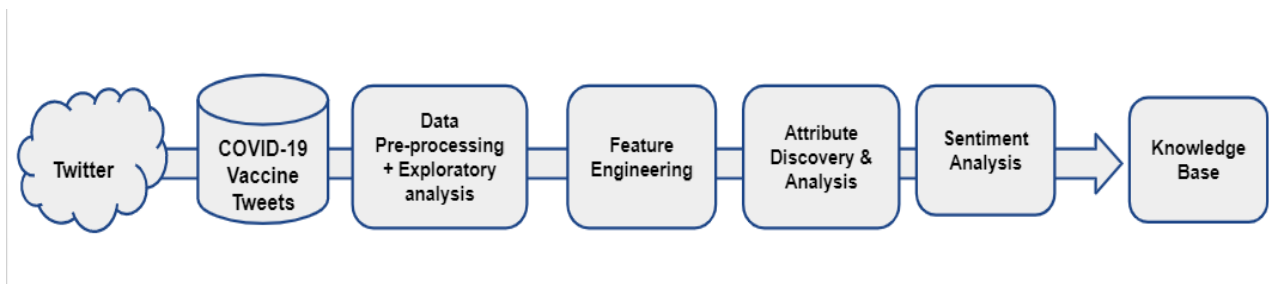 Twitter
COVID-19
Vaccine
Tweets
Data
Pre-processing
+ Exploratory
analysis
Feature
Engineering
Attribute
Discovery &
Analysis
Sentiment
Analysis
Knowledge
Base